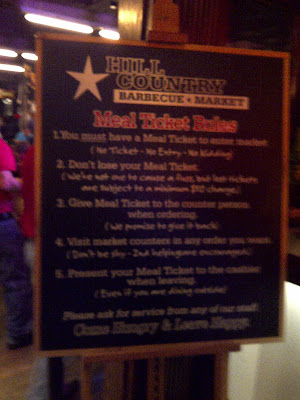 HILL
COUNTRY
BARBECUE ★ MARKET
Meal Ticket Rules
1. You must have a Meal Ticket to enter market.
(No Ticket - No Entry - No Kidding)
2. Don't lose your Meal Ticket.
(We're not one to cause a fuss, but lost tickets
are subject to a minimum $10 charge.)
3. Give Meal Ticket to the counter person
when ordering.
(We promise to give it back)
4. Visit market counters in any order you want.
(Don't be shy - 2nd helpings are encouraged)
5. Present your Meal Ticket to the cashier
when leaving.
(Even if you are dining outside)
Please ask for service from any of our staff.
Come Hungry & Leave Happy.